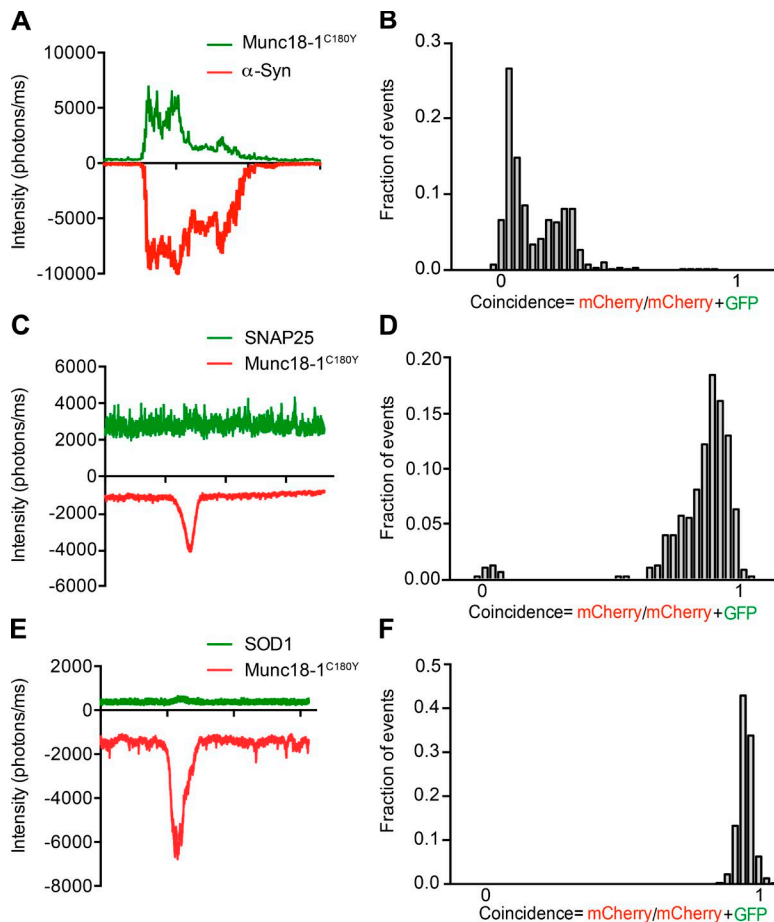 A
Munc18-1C180Y
α-Syn
Intensity (photons/ms)
10000
5000
0
-5000
-10000
B
Fraction of events
0.3
0.2
0.1
0.0
0 1
Coincidence= mCherry/mCherry+GFP
C
SNAP25
Munc18-1C180Y
Intensity (photons/ms)
6000
4000
2000
0
-2000
-4000
-6000
D
Fraction of events
0.20
0.15
0.10
0.05
0.00
0 1
Coincidence= mCherry/mCherry+GFP
E
SOD1
Munc18-1C180Y
Intensity (photons/ms)
2000
0
-2000
-4000
-6000
-8000
F
Fraction of events
0.5
0.4
0.3
0.2
0.1
0.0
0 1
Coincidence= mCherry/mCherry+GFP